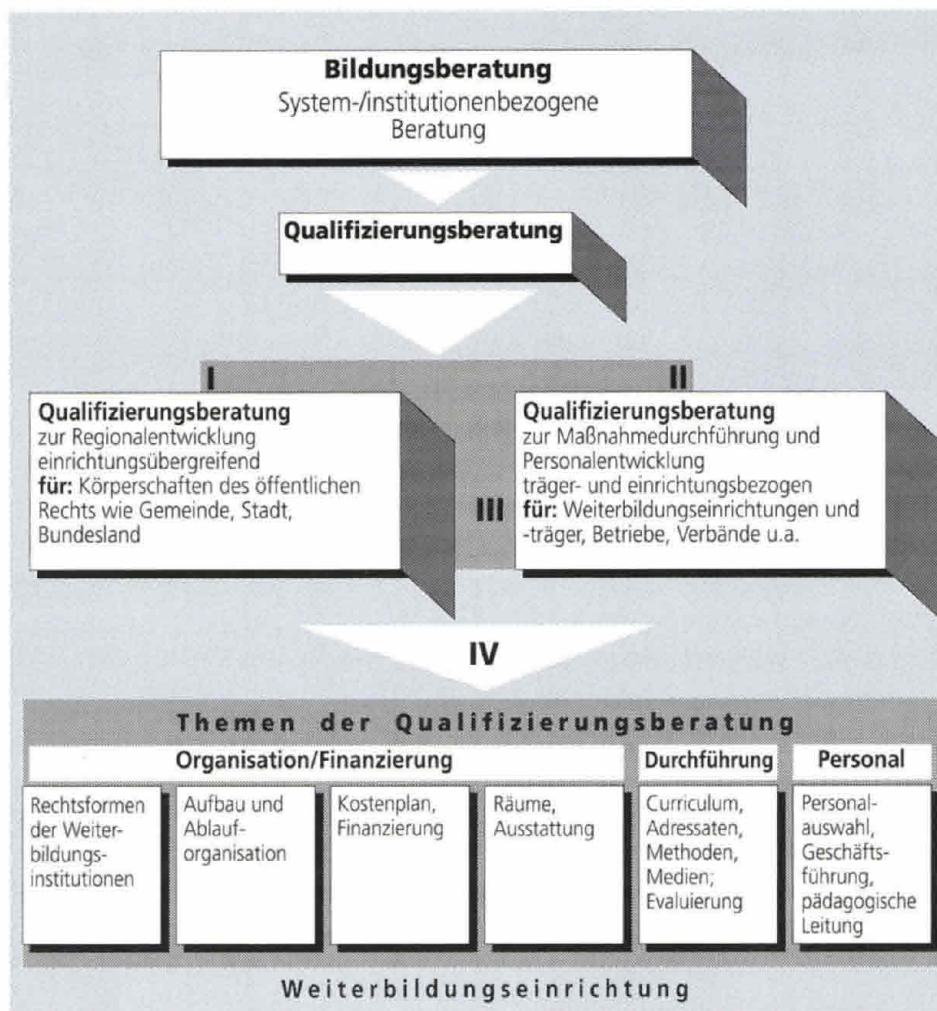 Bildungsberatung
System-/institutionenbezogene
Beratung
Qualifizierungsberatung
I
II
Qualifizierungsberatung
zur Regionalentwicklung
einrichtungsübergreifend
für: Körperschaften des öffentlichen
Rechts wie Gemeinde, Stadt,
Bundesland
III
Qualifizierungsberatung
zur Maßnahmedurchführung und
Personalentwicklung
träger- und einrichtungsbezogen
für: Weiterbildungseinrichtungen und
-träger, Betriebe, Verbände u.a.
IV
Themen der Qualifizierungsberatung
Organisation/Finanzierung
Rechtsformen
der Weiter-
bildungs-
institutionen
Aufbau und
Ablauf-
organisation
Kostenplan,
Finanzierung
Räume,
Ausstattung
Durchführung
Curriculum,
Adressaten,
Methoden,
Medien;
Evaluierung
Personal
Personal-
auswahl,
Geschäfts-
führung,
pädagogische
Leitung
Weiterbildungseinrichtung